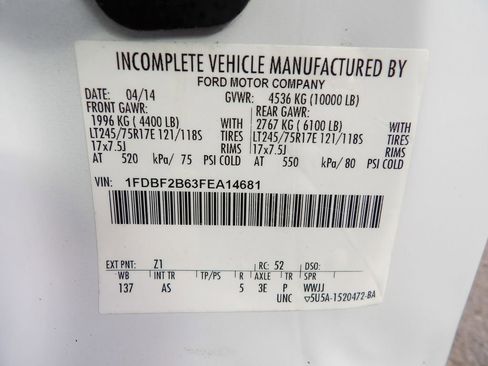 INCOMPLETE VEHICLE MANUFACTURED BY
FORD MOTOR COMPANY
DATE: 04/14 GVWR: 4536 KG (10000 LB)
FRONT GAWR: REAR GAWR:
1996 KG ( 4400 LB) WITH 2767 KG ( 6100 LB) WITH
LT245/75R17E 121/118S TIRES LT245/75R17E 121/118S TIRES
17x7.5J RIMS 17x7.5J RIMS
AT 520 kPa/ 75 PSI COLD AT 550 kPa/ 80 PSI COLD
VIN: 1FDBF2B63FEA14681
EXT PNT: Z1 RC: 52 DSO:
WB INT TR TP/PS R AXLE TR SPR
137 AS 5 3E P WWJJ
UNC ▽5U5A-1520472-BA